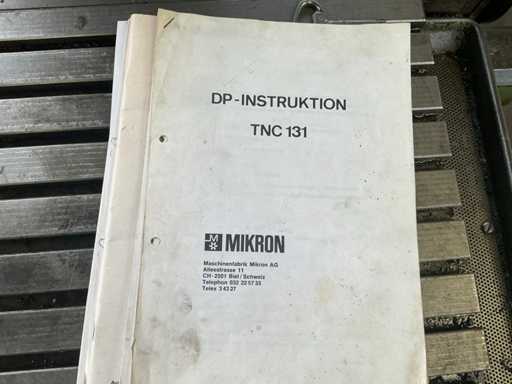 DP-INSTRUKTION
TNC 131
M MIKRON
Maschinenfabrik Mikron AG
Alleestrasse 11
CH-2501 Biel/Schweiz
Telephon 032 22 57 33
Telex 3 43 27